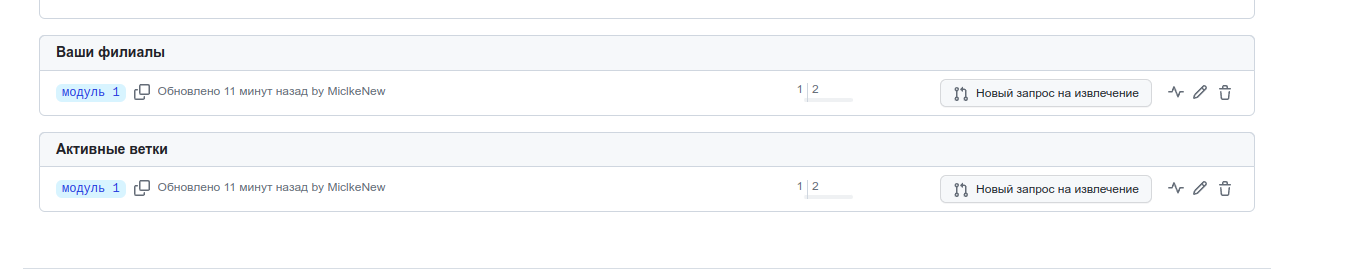 Ваши филиалы
модуль 1 Обновлено 11 минут назад by MiclkeNew 1 2 Новый запрос на извлечение
Активные ветки
модуль 1 Обновлено 11 минут назад by MiclkeNew 1 2 Новый запрос на извлечение